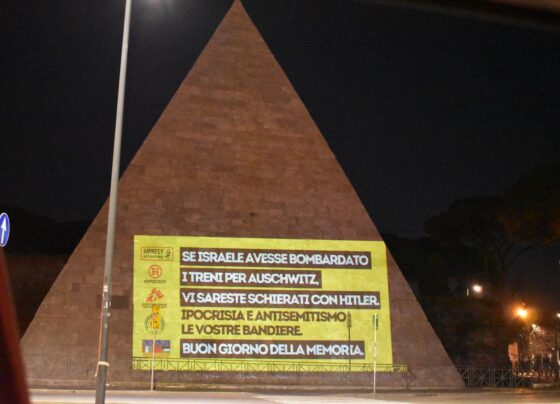 AMNESTY
SE ISRAELE AVESSE BOMBARDATO
I TRENI PER AUSCHWITZ,
VI SARESTE SCHIERATI CON HITLER.
IPOCRISIA E ANTISEMITISMO
LE VOSTRE BANDIERE.
BUON GIORNO DELLA MEMORIA.